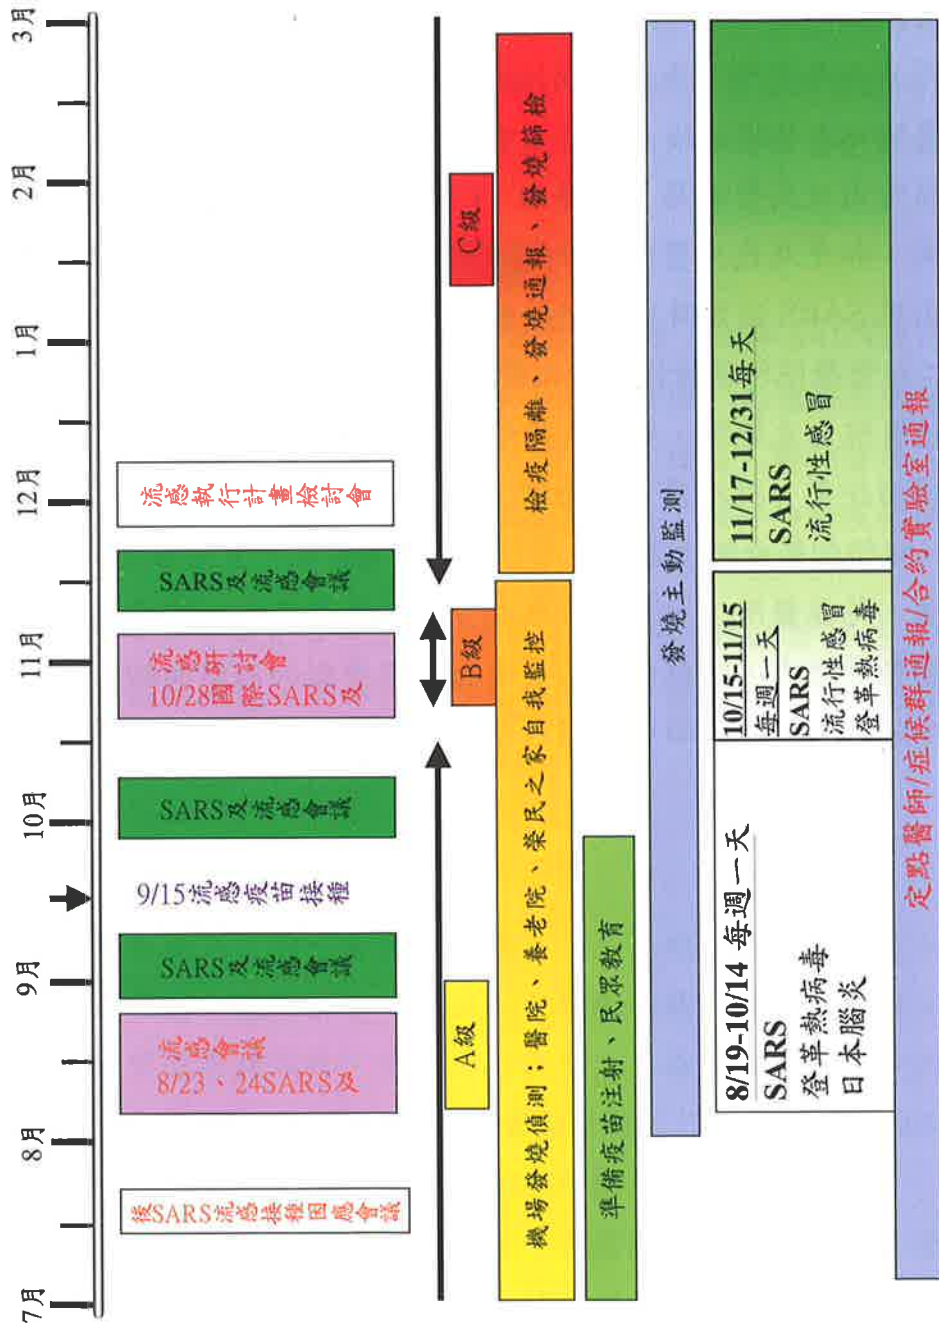 7月
8月
9月
10月
11月
12月
1月
2月
3月
後SARS流感接種因應會議
8/23、24SARS及
流感會議
SARS及流感會議
9/15流感疫苗接種
SARS及流感會議
10/28國際SARS及
流感研討會
SARS及流感會議
流感執行計畫檢討會
A級
B級
C級
機場發燒偵測；醫院、養老院、榮民之家自我監控
檢疫隔離、發燒通報、發燒篩檢
準備疫苗注射、民眾教育
發燒主動監測
8/19-10/14 每週一天
SARS
登革熱病毒
日本腦炎
10/15-11/15
每週一天
SARS
流行性感冒
登革熱病毒
11/17-12/31每天
SARS
流行性感冒
定點醫師/症候群通報/合約實驗室通報